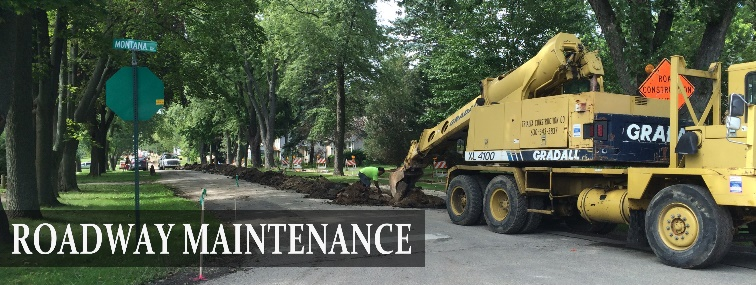 MONTANA
ROAD
CONSTRUCTION
GRADALL
XL 4100
GRADALL
ROADWAY MAINTENANCE